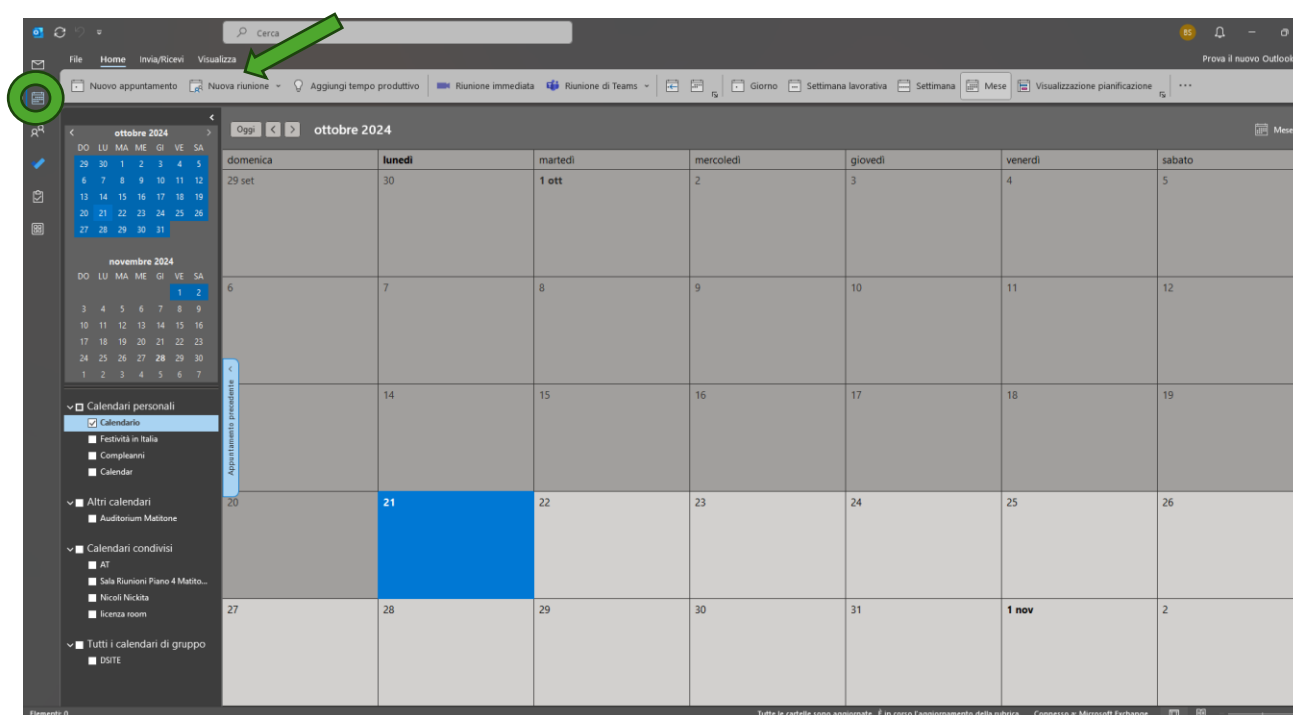 Cerca
BS
File Home Invia/Ricevi Visualizza
Prova il nuovo Outlook
Nuovo appuntamento Nuova riunione Aggiungi tempo produttivo Riunione immediata Riunione di Teams Giorno Settimana lavorativa Settimana Mese Visualizzazione pianificazione ...
ottobre 2024
DO LU MA ME GI VE SA
29 30 1 2 3 4 5
6 7 8 9 10 11 12
13 14 15 16 17 18 19
20 21 22 23 24 25 26
27 28 29 30 31
novembre 2024
DO LU MA ME GI VE SA
1 2
3 4 5 6 7 8 9
10 11 12 13 14 15 16
17 18 19 20 21 22 23
24 25 26 27 28 29 30
1 2 3 4 5 6 7
Calendari personali
Calendario
Festività in Italia
Compleanni
Calendar
Altri calendari
Auditorium Matitone
Calendari condivisi
AT
Sala Riunioni Piano 4 Matito...
Nicoli Nickita
licenza room
Tutti i calendari di gruppo
DSITE
Oggi < > ottobre 2024
Mese
domenica lunedì martedì mercoledì giovedì venerdì sabato
29 set 30 1 ott 2 3 4 5
6 7 8 9 10 11 12
14 15 16 17 18 19
20 21 22 23 24 25 26
27 28 29 30 31 1 nov 2
Appuntamento precedente
Elementi: 0
Tutte le cartelle sono aggiornate. È in corso l'aggiornamento della rubrica. Connesso a: Microsoft Exchange